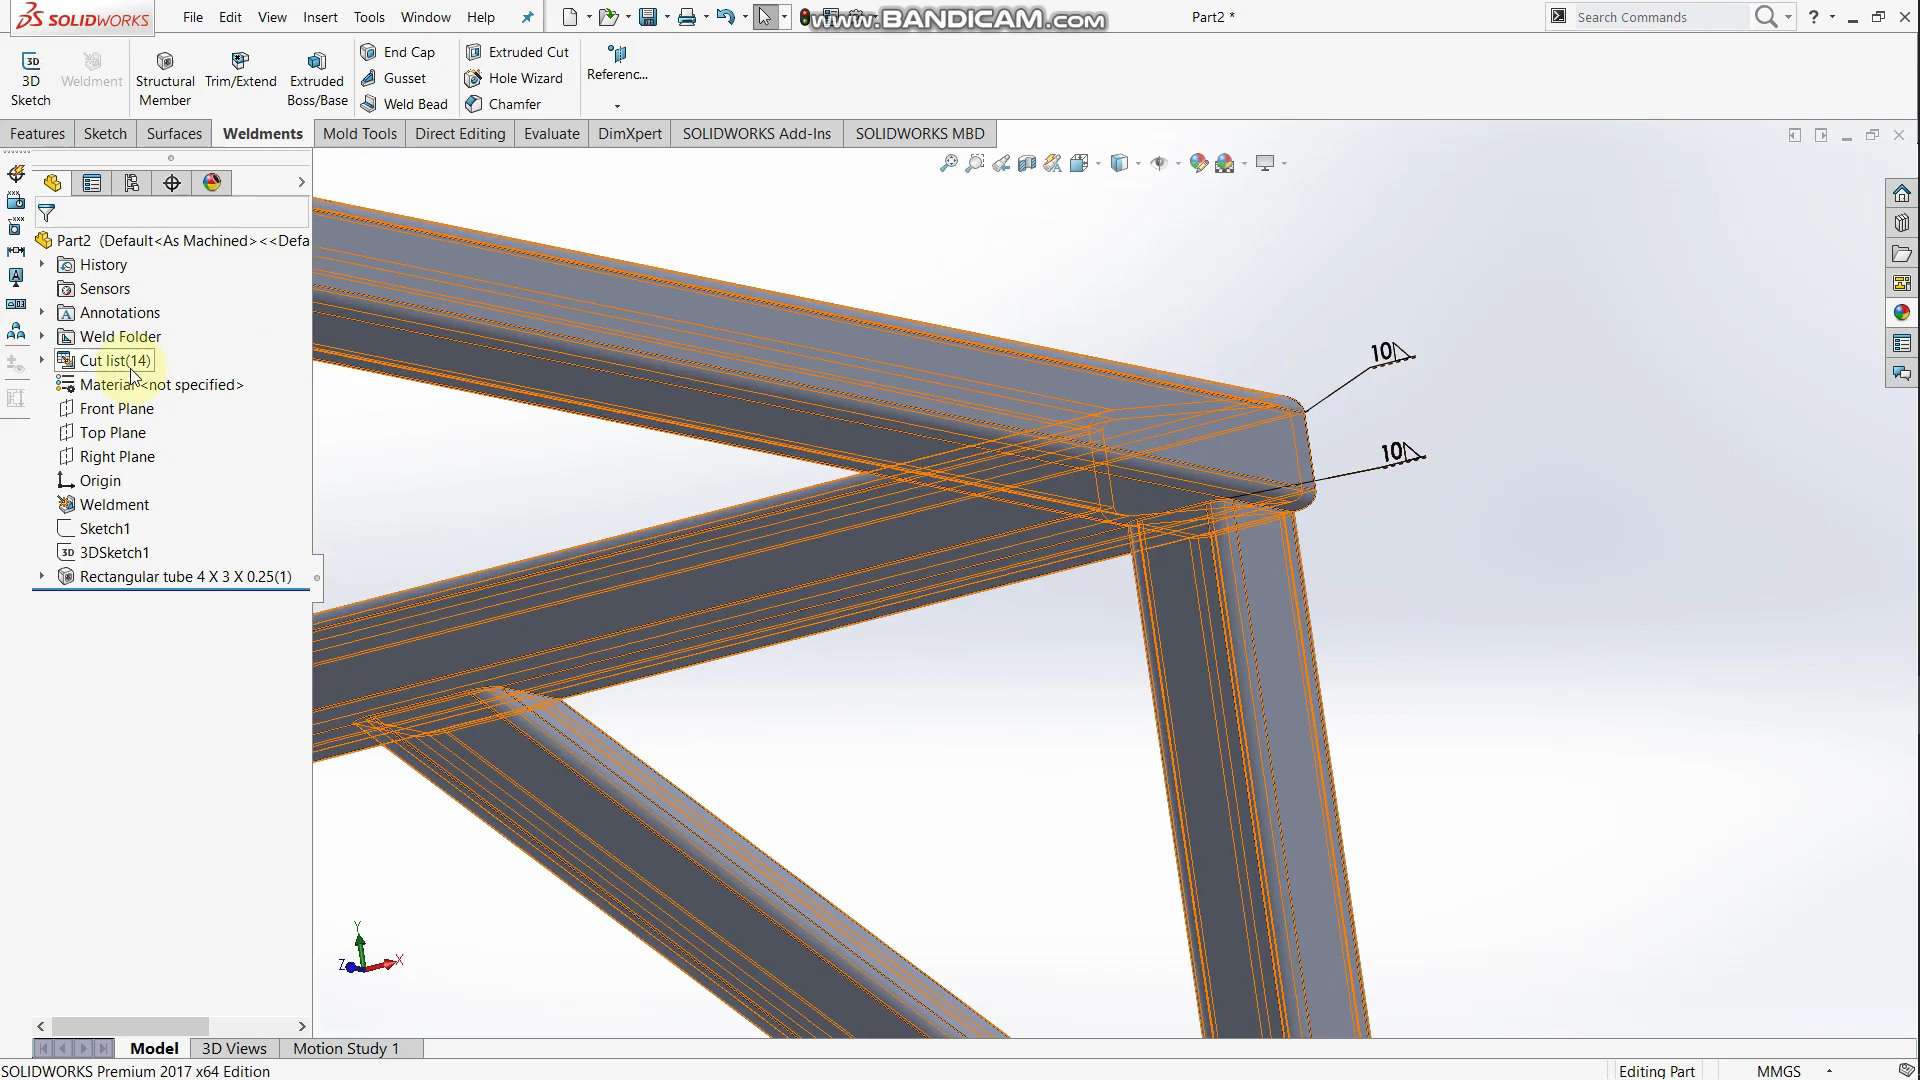 SOLIDWORKS
File Edit View Insert Tools Window Help
www.BANDICAM.com
Part2 *
Search Commands
3D Sketch
Weldment
Structural Member
Trim/Extend
Extruded Boss/Base
End Cap
Gusset
Weld Bead
Extruded Cut
Hole Wizard
Chamfer
Referenc...
Features Sketch Surfaces Weldments Mold Tools Direct Editing Evaluate DimXpert SOLIDWORKS Add-Ins SOLIDWORKS MBD
Part2 (Default<As Machined><<Defa
History
Sensors
Annotations
Weld Folder
Cut list(14)
Material <not specified>
Front Plane
Top Plane
Right Plane
Origin
Weldment
Sketch1
3DSketch1
Rectangular tube 4 X 3 X 0.25(1)
10
10
Y
Z
X
Model 3D Views Motion Study 1
SOLIDWORKS Premium 2017 x64 Edition
Editing Part
MMGS